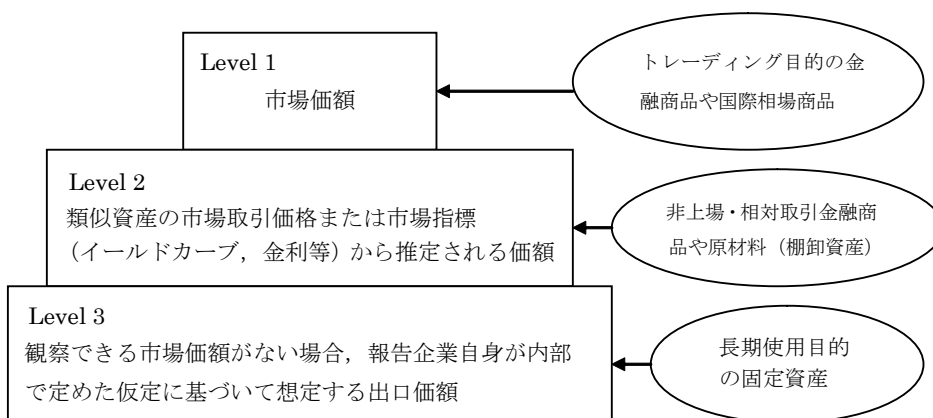 Level 1
市場価額
トレーディング目的の金
融商品や国際相場商品
Level 2
類似資産の市場取引価格または市場指標
(イールドカーブ,金利等)から推定される価額
非上場・相対取引金融商
品や原材料(棚卸資産)
Level 3
観察できる市場価額がない場合,報告企業自身が内部
で定めた仮定に基づいて想定する出口価額
長期使用目的
の固定資産